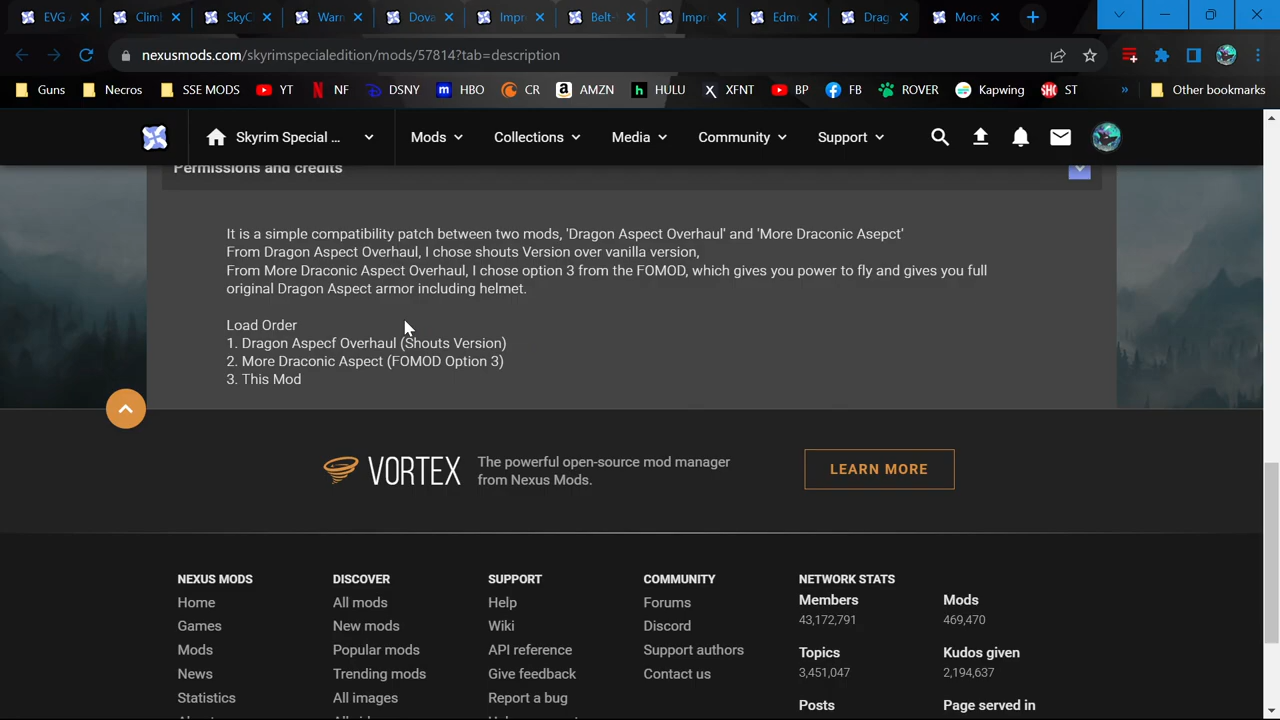 EVG
Climb
SkyC
Warn
Dova
Impro
Belt-
Impro
Edm
Drag
More
nexusmods.com/skyrimspecialedition/mods/57814?tab=description
Guns Necros SSE MODS YT NF DSNY HBO CR AMZN HULU XFNT BP FB ROVER Kapwing ST » Other bookmarks
Skyrim Special ... Mods Collections Media Community Support
Permissions and credits
It is a simple compatibility patch between two mods, 'Dragon Aspect Overhaul' and 'More Draconic Asepct'
From Dragon Aspect Overhaul, I chose shouts Version over vanilla version,
From More Draconic Aspect Overhaul, I chose option 3 from the FOMOD, which gives you power to fly and gives you full
original Dragon Aspect armor including helmet.
Load Order
1. Dragon Aspecf Overhaul (Shouts Version)
2. More Draconic Aspect (FOMOD Option 3)
3. This Mod
VORTEX
The powerful open-source mod manager
from Nexus Mods.
LEARN MORE
NEXUS MODS
Home
Games
Mods
News
Statistics
DISCOVER
All mods
New mods
Popular mods
Trending mods
All images
SUPPORT
Help
Wiki
API reference
Give feedback
Report a bug
COMMUNITY
Forums
Discord
Support authors
Contact us
NETWORK STATS
Members
43,172,791
Mods
469,470
Topics
3,451,047
Kudos given
2,194,637
Posts
Page served in